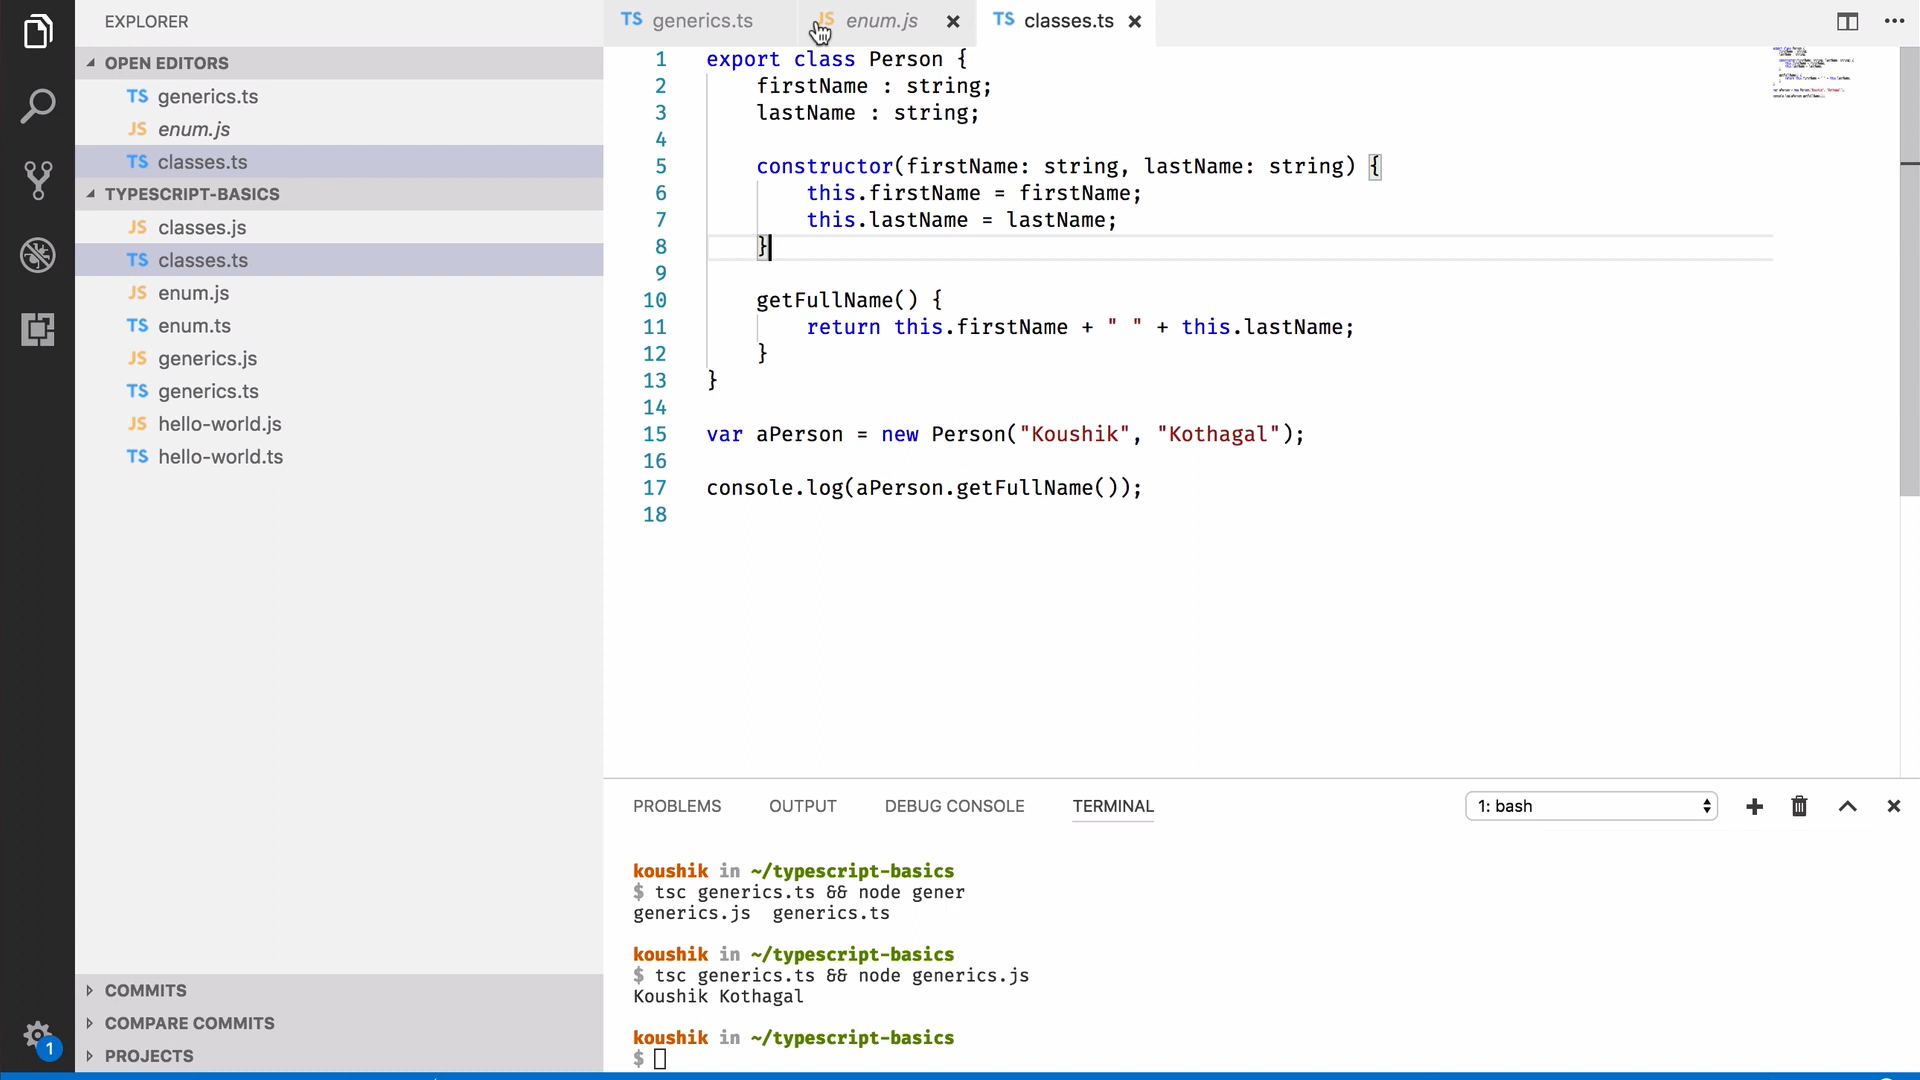 EXPLORER
OPEN EDITORS
TS generics.ts
JS enum.js
TS classes.ts
TYPESCRIPT-BASICS
JS classes.js
TS classes.ts
JS enum.js
TS enum.ts
JS generics.js
TS generics.ts
JS hello-world.js
TS hello-world.ts
COMMITS
COMPARE COMMITS
PROJECTS
1
TS generics.ts JS enum.js TS classes.ts
1 export class Person {
2 firstName : string;
3 lastName : string;
4
5 constructor(firstName: string, lastName: string) {
6 this.firstName = firstName;
7 this.lastName = lastName;
8 }
9
10 getFullName() {
11 return this.firstName + " " + this.lastName;
12 }
13 }
14
15 var aPerson = new Person("Koushik", "Kothagal");
16
17 console.log(aPerson.getFullName());
18
PROBLEMS OUTPUT DEBUG CONSOLE TERMINAL 1: bash
koushik in ~/typescript-basics
$ tsc generics.ts && node gener
generics.js generics.ts
koushik in ~/typescript-basics
$ tsc generics.ts && node generics.js
Koushik Kothagal
koushik in ~/typescript-basics
$